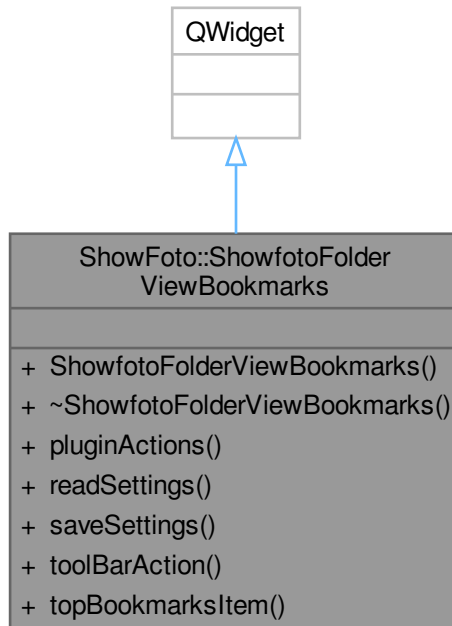 QWidget
ShowFoto::ShowfotoFolder
ViewBookmarks
+ ShowfotoFolderViewBookmarks()
+ ~ShowfotoFolderViewBookmarks()
+ pluginActions()
+ readSettings()
+ saveSettings()
+ toolBarAction()
+ topBookmarksItem()